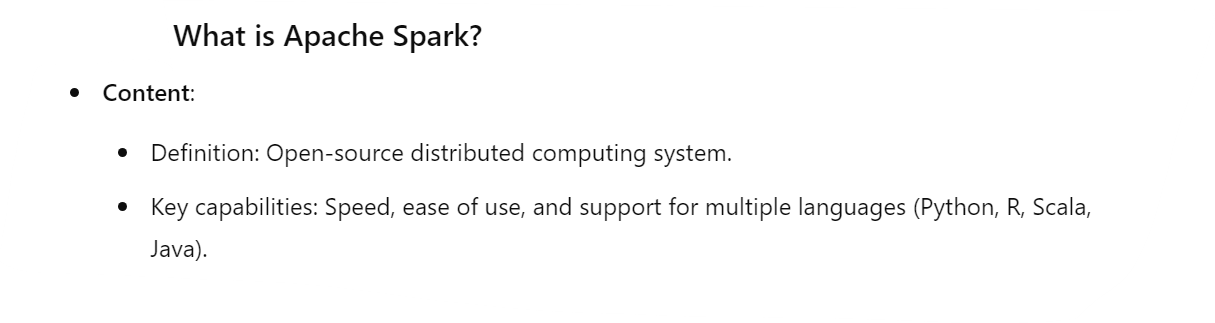 What is Apache Spark?
• Content:
• Definition: Open-source distributed computing system.
• Key capabilities: Speed, ease of use, and support for multiple languages (Python, R, Scala,
Java).